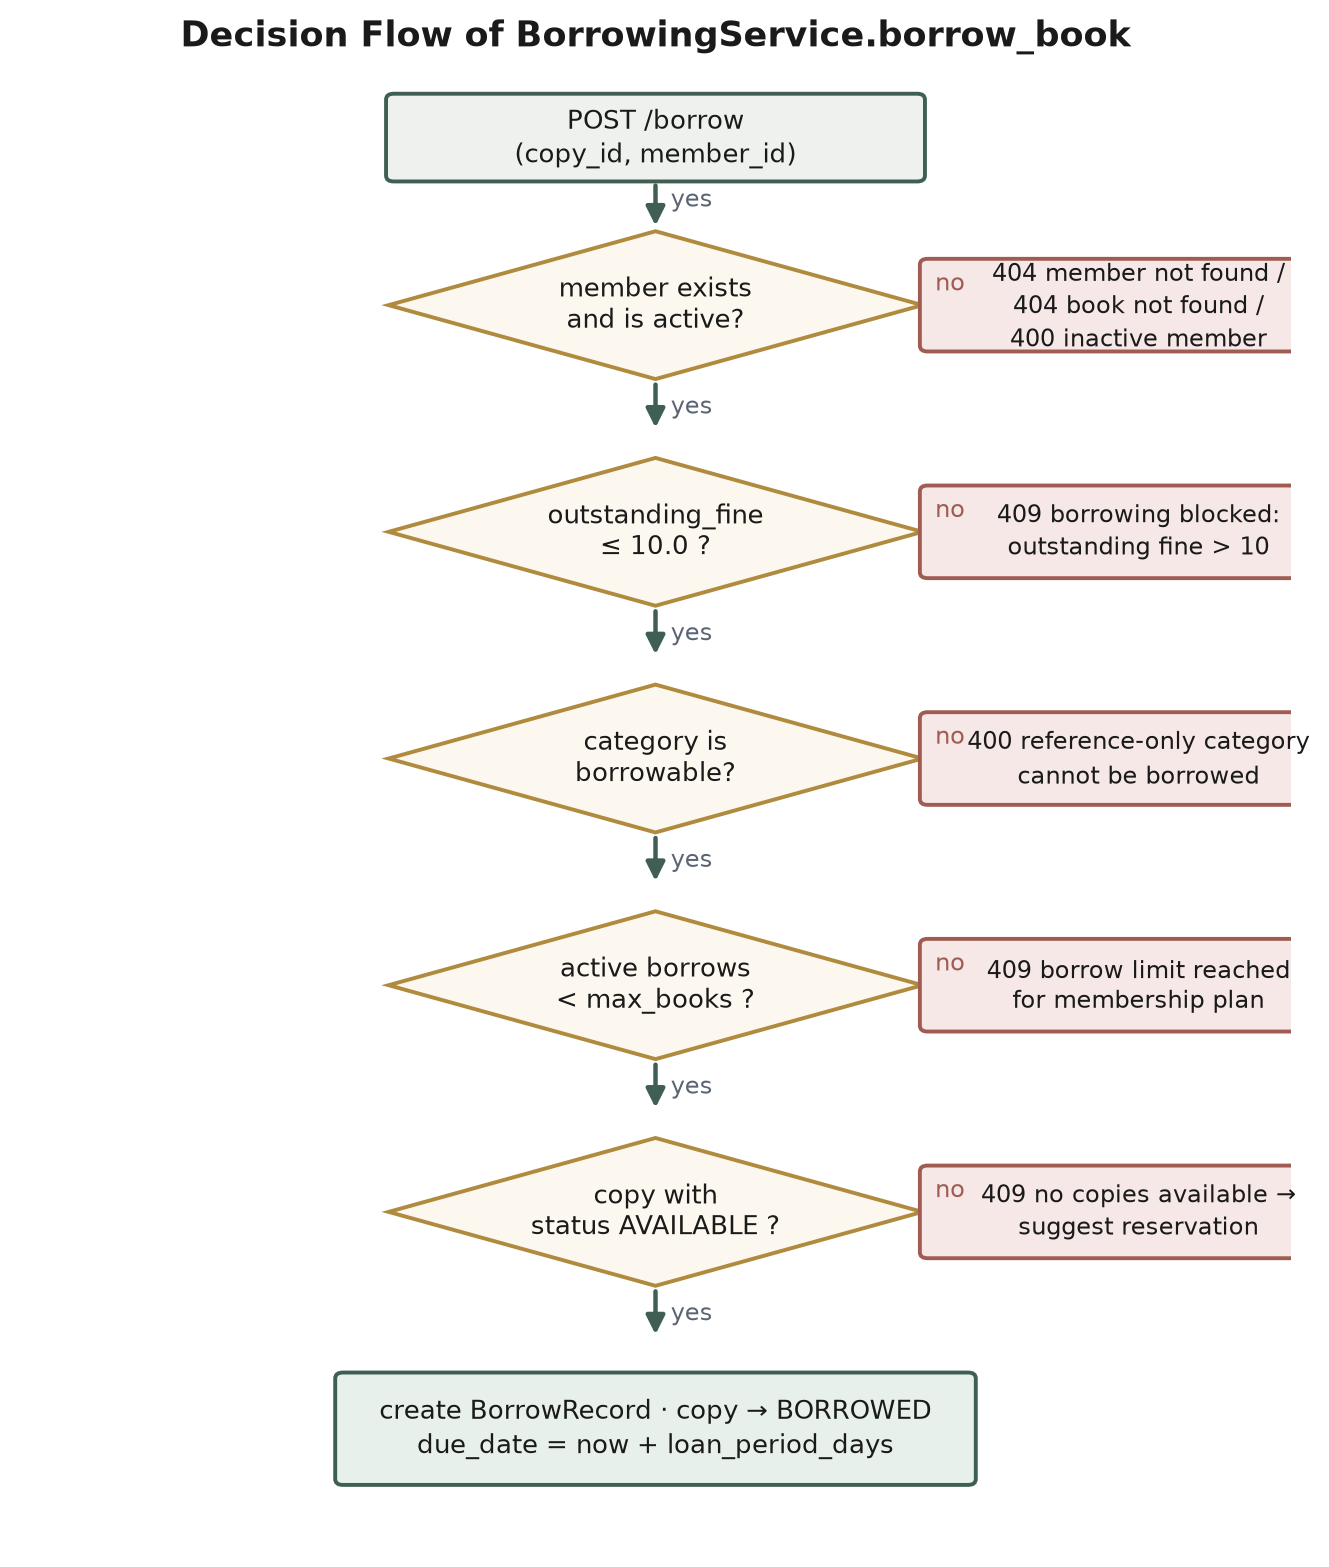 Decision Flow of BorrowingService.borrow_book
POST /borrow
(copy_id, member_id)
yes
member exists
and is active?
no
404 member not found /
404 book not found /
400 inactive member
yes
outstanding_fine
≤ 10.0 ?
no
409 borrowing blocked:
outstanding fine > 10
yes
category is
borrowable?
no
400 reference-only category
cannot be borrowed
yes
active borrows
< max_books ?
no
409 borrow limit reached
for membership plan
yes
copy with
status AVAILABLE ?
no
409 no copies available →
suggest reservation
yes
create BorrowRecord · copy → BORROWED
due_date = now + loan_period_days